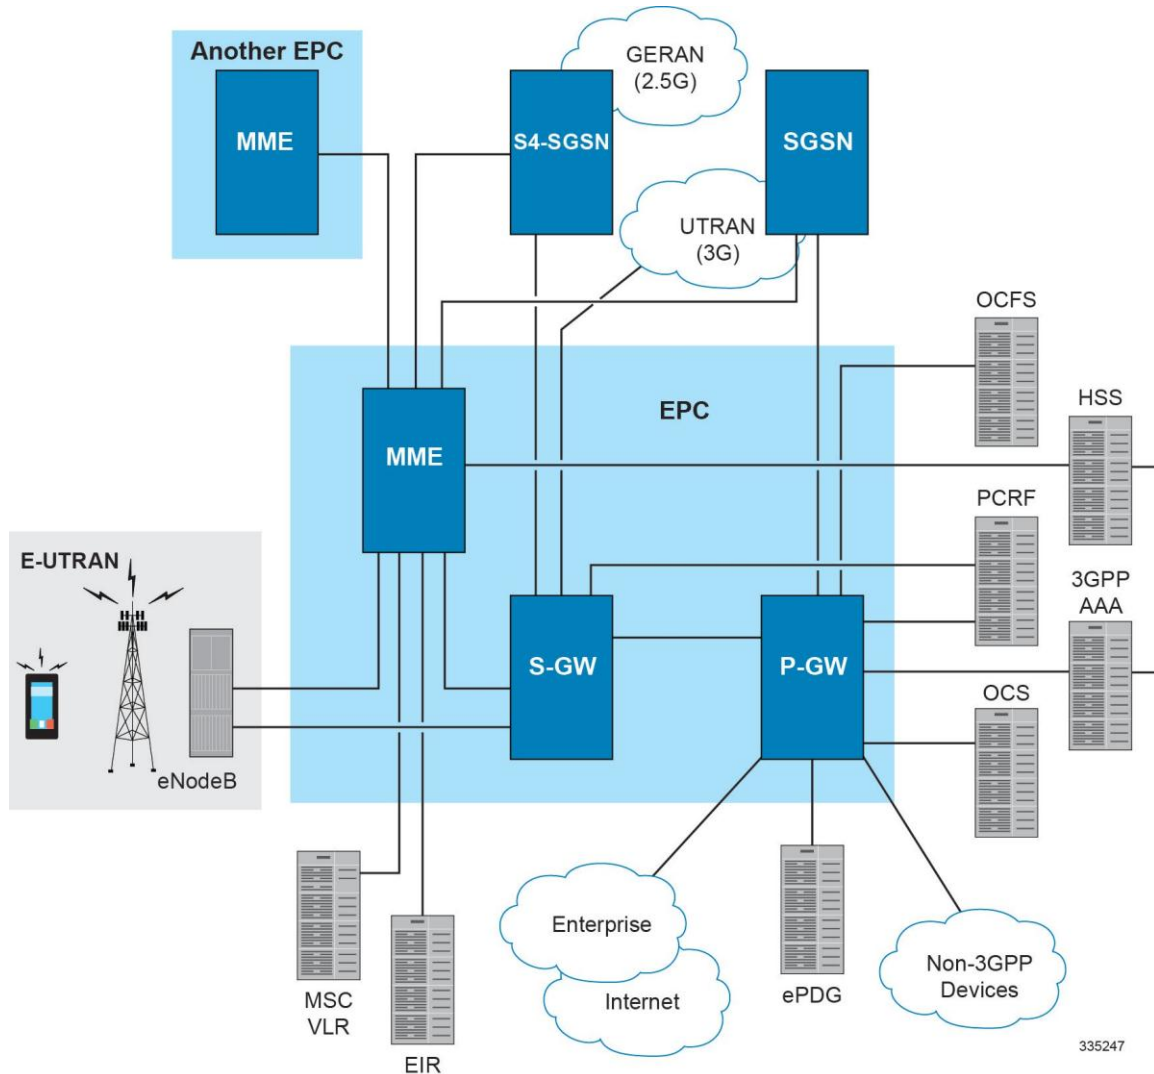 Another EPC
MME
GERAN
(2.5G)
S4-SGSN
SGSN
UTRAN
(3G)
OCFS
HSS
EPC
MME
PCRF
E-UTRAN
3GPP
AAA
S-GW
P-GW
OCS
eNodeB
Enterprise
Internet
ePDG
Non-3GPP
Devices
MSC
VLR
EIR
335247